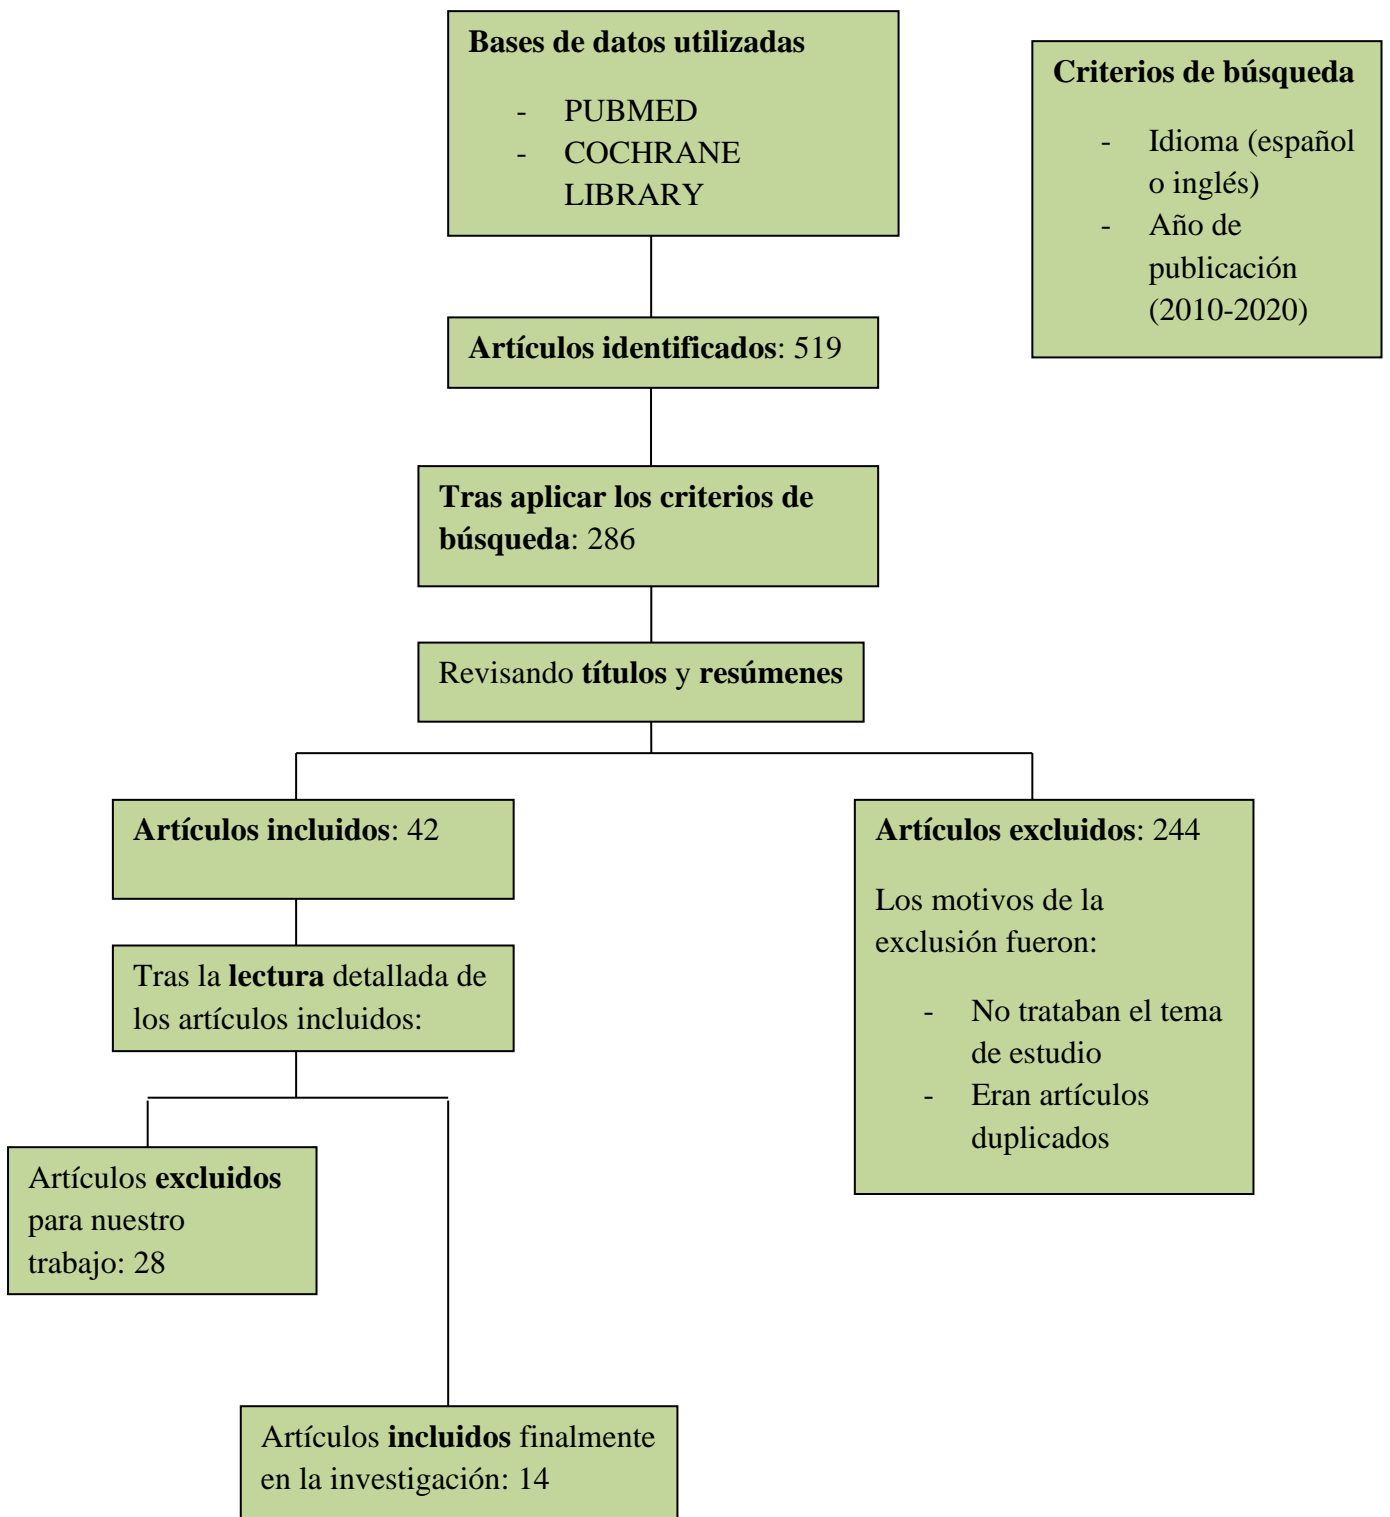 Bases de datos utilizadas
- PUBMED
- COCHRANE
LIBRARY
Criterios de búsqueda
- Idioma (español
o inglés)
- Año de
publicación
(2010-2020)
Artículos identificados: 519
Tras aplicar los criterios de
búsqueda: 286
Revisando títulos y resúmenes
Artículos incluidos: 42
Artículos excluidos: 244
Los motivos de la
exclusión fueron:
- No trataban el tema
de estudio
- Eran artículos
duplicados
Tras la lectura detallada de
los artículos incluidos:
Artículos excluidos
para nuestro
trabajo: 28
Artículos incluidos finalmente
en la investigación: 14